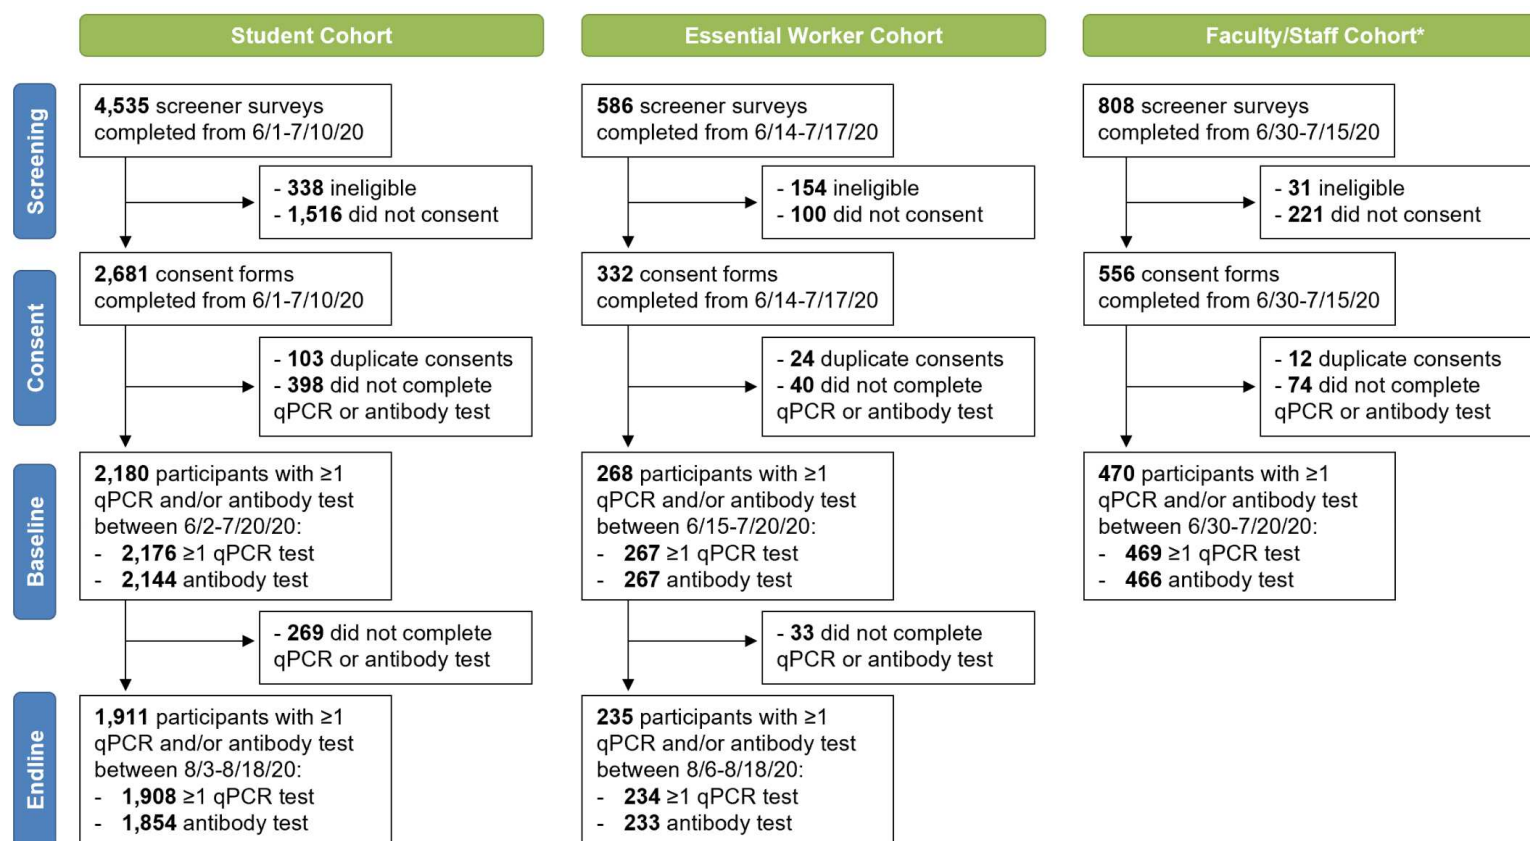 Student Cohort
Essential Worker Cohort
Faculty/Staff Cohort*
Screening
4,535 screener surveys
completed from 6/1-7/10/20
586 screener surveys
completed from 6/14-7/17/20
808 screener surveys
completed from 6/30-7/15/20
- 338 ineligible
- 1,516 did not consent
- 154 ineligible
- 100 did not consent
- 31 ineligible
- 221 did not consent
Consent
2,681 consent forms
completed from 6/1-7/10/20
332 consent forms
completed from 6/14-7/17/20
556 consent forms
completed from 6/30-7/15/20
- 103 duplicate consents
- 398 did not complete
qPCR or antibody test
- 24 duplicate consents
- 40 did not complete
qPCR or antibody test
- 12 duplicate consents
- 74 did not complete
qPCR or antibody test
Baseline
2,180 participants with ≥1
qPCR and/or antibody test
between 6/2-7/20/20:
- 2,176 ≥1 qPCR test
- 2,144 antibody test
268 participants with ≥1
qPCR and/or antibody test
between 6/15-7/20/20:
- 267 ≥1 qPCR test
- 267 antibody test
470 participants with ≥1
qPCR and/or antibody test
between 6/30-7/20/20:
- 469 ≥1 qPCR test
- 466 antibody test
- 269 did not complete
qPCR or antibody test
- 33 did not complete
qPCR or antibody test
Endline
1,911 participants with ≥1
qPCR and/or antibody test
between 8/3-8/18/20:
- 1,908 ≥1 qPCR test
- 1,854 antibody test
235 participants with ≥1
qPCR and/or antibody test
between 8/6-8/18/20:
- 234 ≥1 qPCR test
- 233 antibody test